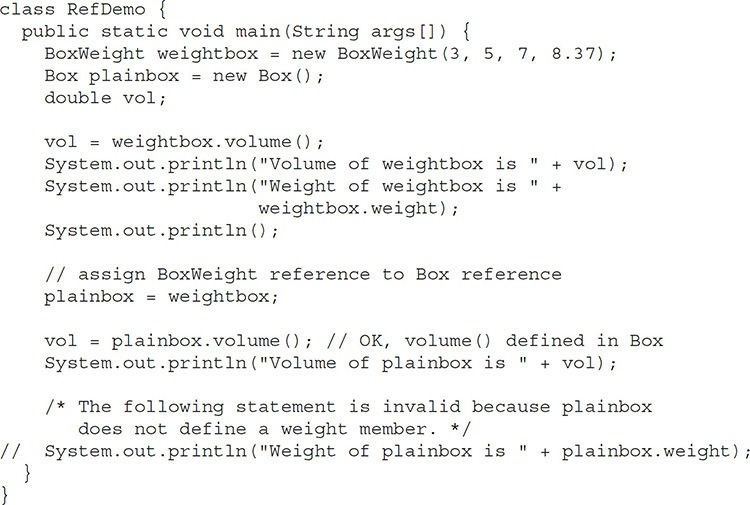 class RefDemo {
  public static void main(String args[]) {
    BoxWeight weightbox = new BoxWeight(3, 5, 7, 8.37);
    Box plainbox = new Box();
    double vol;

    vol = weightbox.volume();
    System.out.println("Volume of weightbox is " + vol);
    System.out.println("Weight of weightbox is " +
                       weightbox.weight);
    System.out.println();

    // assign BoxWeight reference to Box reference
    plainbox = weightbox;

    vol = plainbox.volume(); // OK, volume() defined in Box
    System.out.println("Volume of plainbox is " + vol);

    /* The following statement is invalid because plainbox
       does not define a weight member. */
//  System.out.println("Weight of plainbox is " + plainbox.weight);
  }
}